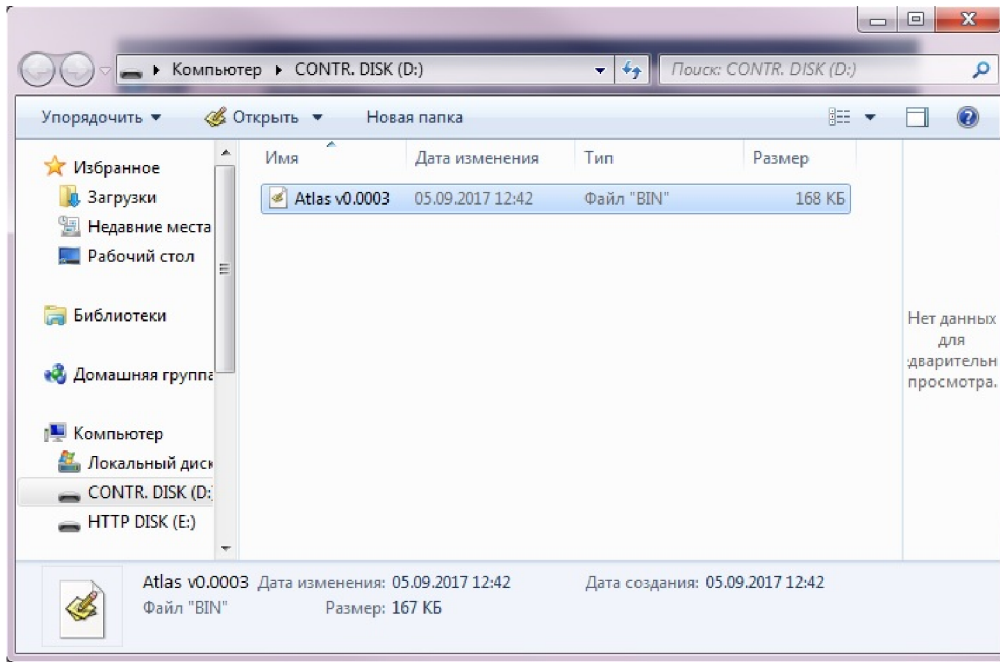 Компьютер CONTR. DISK (D:) Поиск: CONTR. DISK (D:)
Упорядочить Открыть Новая папка
Имя Дата изменения Тип Размер
Atlas v0.0003 05.09.2017 12:42 Файл "BIN" 168 КБ
Избранное
Загрузки
Недавние места
Рабочий стол
Библиотеки
Домашняя группа
Компьютер
Локальный диск
CONTR. DISK (D:)
HTTP DISK (E:)
Нет данных
для
дварительн
просмотра.
Atlas v0.0003 Дата изменения: 05.09.2017 12:42 Дата создания: 05.09.2017 12:42
Файл "BIN" Размер: 167 КБ